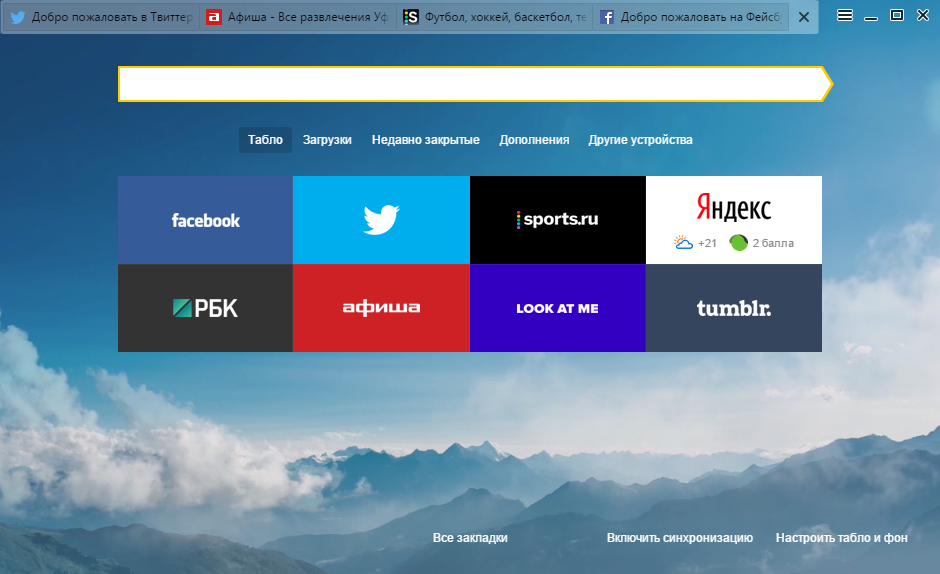 Добро пожаловать в Твиттер
Афиша - Все развлечения Уф
Футбол, хоккей, баскетбол, те
Добро пожаловать на Фейсб
Табло
Загрузки
Недавно закрытые
Дополнения
Другие устройства
facebook
sports.ru
Яндекс
+21
2 балла
РБК
афиша
LOOK AT ME
tumblr.
Все закладки
Включить синхронизацию
Настроить табло и фон